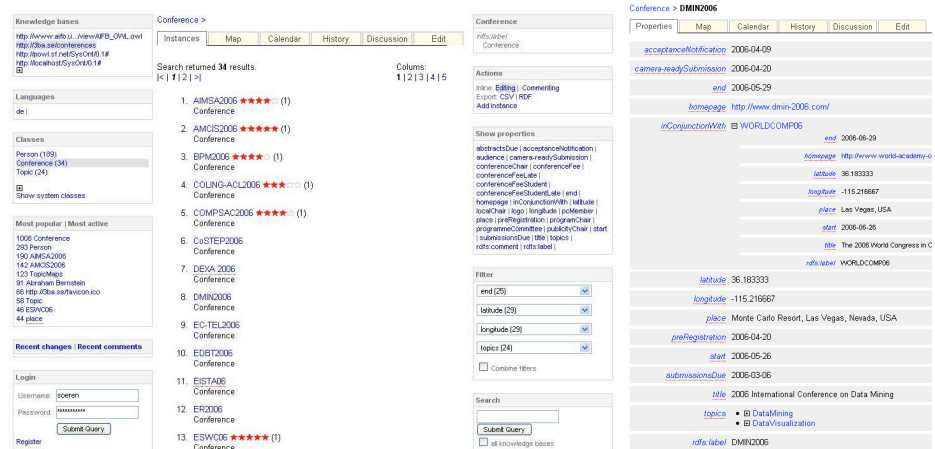 Knowledge bases
http://www.aifb.u.../viewAIFB_OWL.owl
http://3ba.se/conferences
http://powl.sf.net/SysOnt/0.1#
http://localhost/SysOnt/0.1#
Languages
de |
Classes
Person (189)
Conference (34)
Topic (24)
Show system classes
Most popular | Most active
1008 Conference
293 Person
190 AIMSA2006
142 AMCIS2006
123 TopicMaps
91 Abraham Bernstein
66 http://3ba.se/favicon.ico
58 Topic
46 ESWC06
44 place
Recent changes | Recent comments
Login
Username: soeren
Password: ***********
Submit Query
Register
Conference >
Instances Map Calendar History Discussion Edit
Search returned 34 results.
|< | 1 | 2 | >|
Colums:
1 | 2 | 3 | 4 | 5
1. AIMSA2006 (1)
Conference
2. AMCIS2006 (1)
Conference
3. BPM2006 (1)
Conference
4. COLING-ACL2006 (1)
Conference
5. COMPSAC2006 (1)
Conference
6. CoSTEP2006
Conference
7. DEXA 2006
Conference
8. DMIN2006
Conference
9. EC-TEL2006
Conference
10. EDBT2006
Conference
11. EISTA06
Conference
12. ER2006
Conference
13. ESWC06 (1)
Conference
Conference
rdfs:label
Conference
Actions
Inline: Editing | Commenting
Export: CSV | RDF
Add instance
Show properties
abstractsDue | acceptanceNotification |
audience | camera-readySubmission |
conferenceChair | conferenceFee |
conferenceFeeLate |
conferenceFeeStudent |
conferenceFeeStudentLate | end |
homepage | inConjunctionWith | latitude |
localChair | logo | longitude | pcMember |
place | preRegistration | programChair |
programmeCommittee | publicityChair | start
| submissionsDue | title | topics |
rdfs:comment | rdfs:label |
Filter
end (25)
latitude (29)
longitude (29)
topics (24)
Combine filters
Search
Submit Query
all knowledge bases
Conference > DMIN2006
Properties Map Calendar History Discussion Edit
acceptanceNotification 2006-04-09
camera-readySubmission 2006-04-20
end 2006-05-29
homepage http://www.dmin-2006.com/
inConjunctionWith WORLDCOMP06
end 2006-06-29
homepage http://www.world-academy-o
latitude 36.183333
longitude -115.216667
place Las Vegas, USA
start 2006-06-26
title The 2006 World Congress in C
rdfs:label WORLDCOMP06
latitude 36.183333
longitude -115.216667
place Monte Carlo Resort, Las Vegas, Nevada, USA
preRegistration 2006-04-20
start 2006-05-26
submissionsDue 2006-03-06
title 2006 International Conference on Data Mining
topics • DataMining
• DataVisualization
rdfs:label DMIN2006